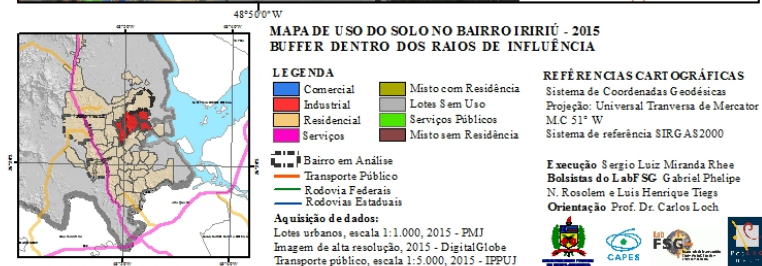 48°50'0"W
MAPA DE USO DO SOLO NO BAIRRO IRIRIÚ - 2015
BUFFER DENTRO DOS RAIOS DE INFLUÊNCIA
LEGENDA
Comercial
Industrial
Residencial
Serviços
Misto com Residência
Lotes Sem Uso
Serviços Públicos
Misto sem Residência
Bairro em Análise
Transporte Público
Rodovia Federais
Rodovias Estaduais
Aquisição de dados:
Lotes urbanos, escala 1:1.000, 2015 - PMJ
Imagem de alta resolução, 2015 - DigitalGlobe
Transporte público, escala 1:5.000, 2015 - IPPUJ
REFÊRENCIAS CARTOGRÁFICAS
Sistema de Coordenadas Geodésicas
Projeção: Universal Tranversa de Mercator
M.C 51° W
Sistema de referência SIRGAS2000
Execução Sergio Luiz Miranda Rhee
Bolsistas do LabFSG Gabriel Phelipe
N. Rosolem e Luis Henrique Tiegs
Orientação Prof. Dr. Carlos Loch
CAPES
Lab
FSG